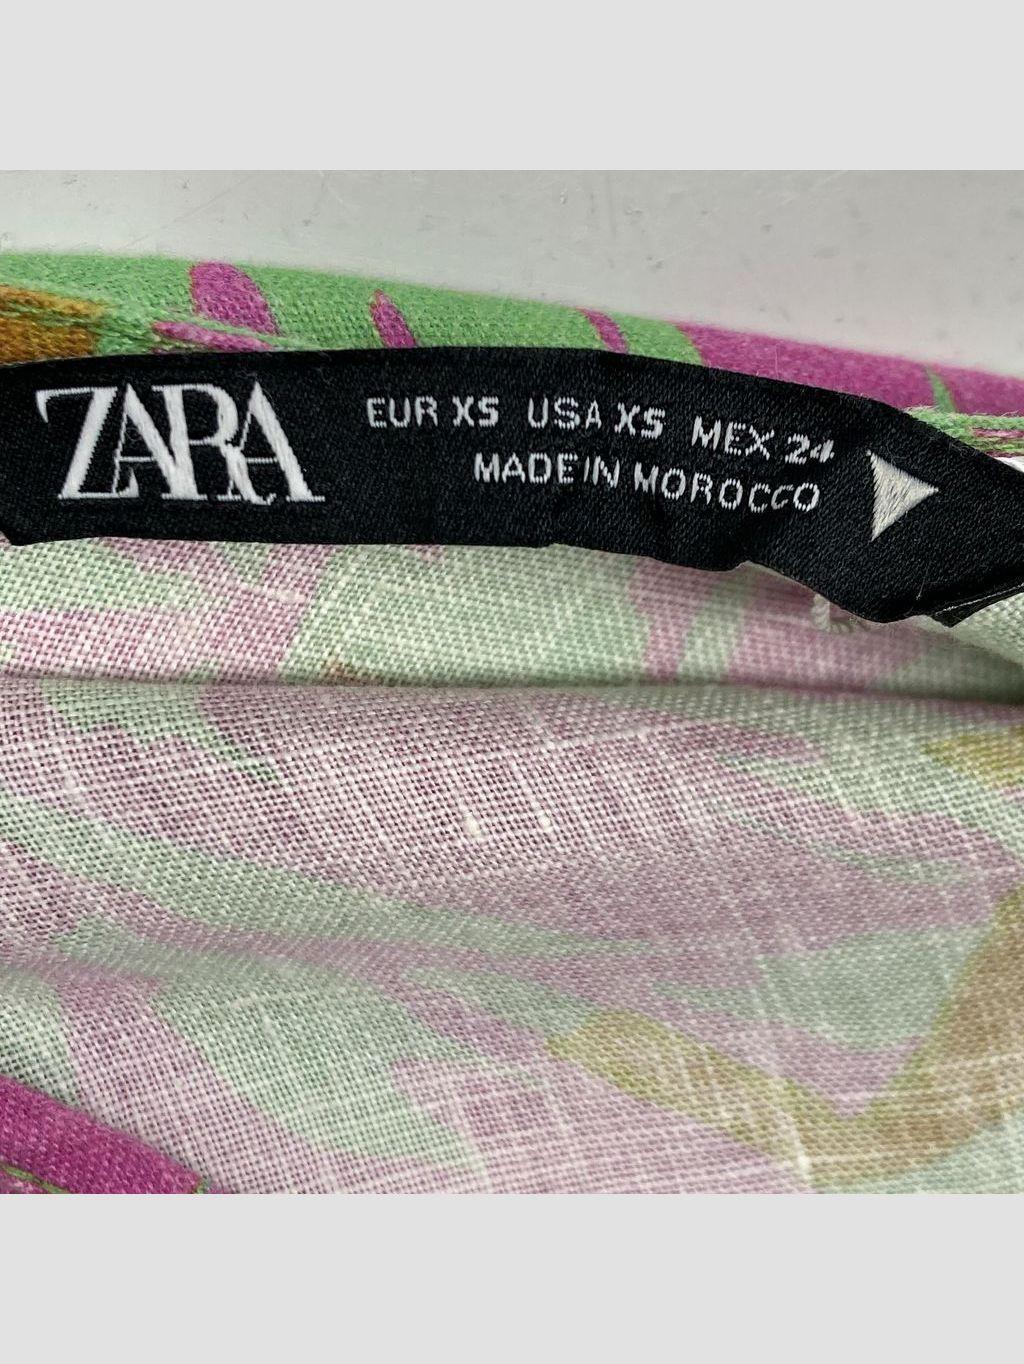 ZARA
EUR XS USA XS MEX 24
MADE IN MOROCCO